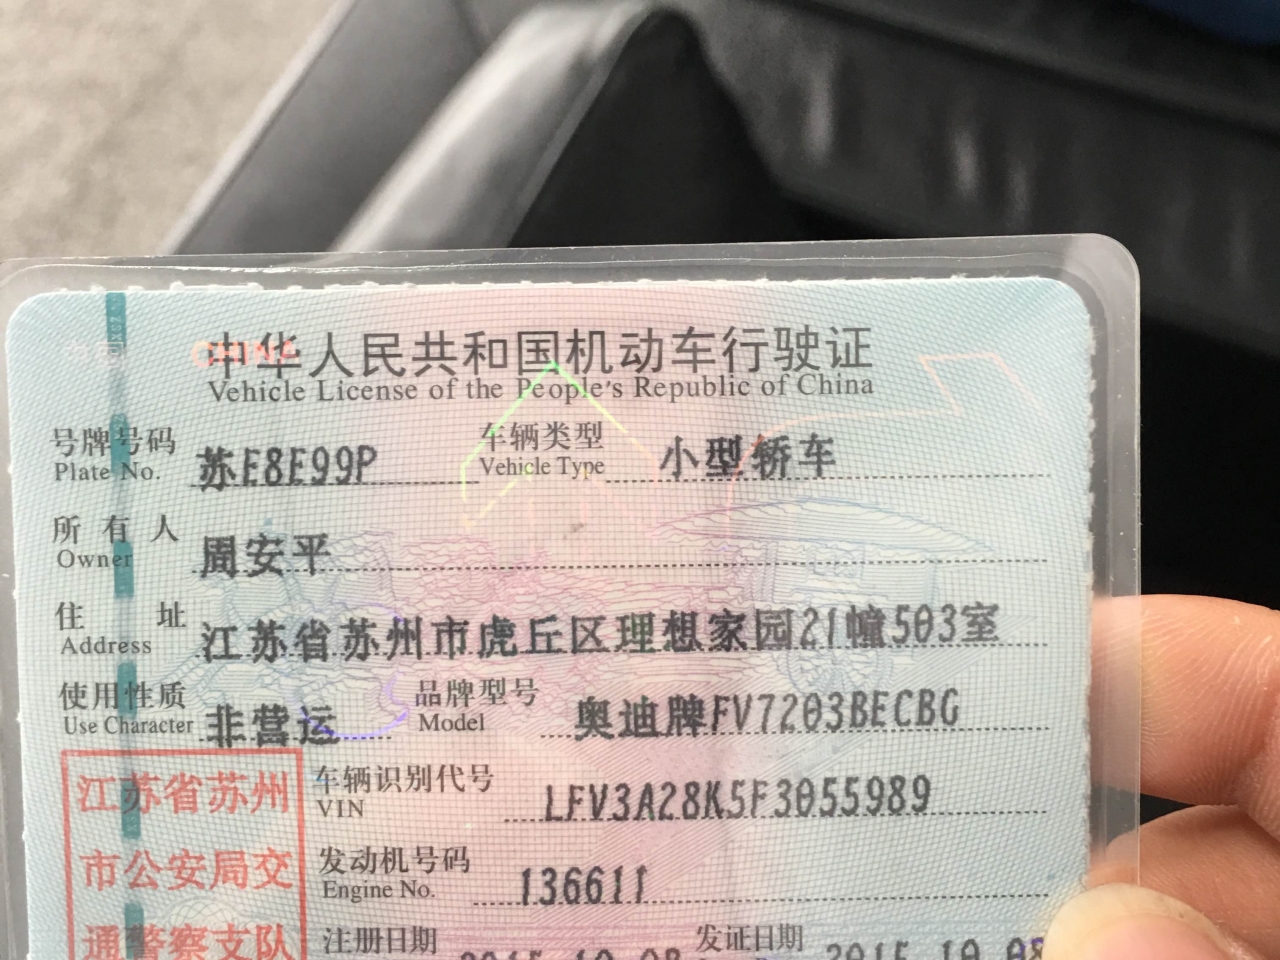 中华人民共和国机动车行驶证
Vehicle License of the People's Republic of China
号牌号码 苏E8E99P 车辆类型 小型轿车
Plate No. Vehicle Type
所有人 周安平
Owner
住址 江苏省苏州市虎丘区理想家园21幢503室
Address
使用性质 非营运 品牌型号 奥迪牌FV7203BECBG
Use Character Model
江苏省苏州
市公安局交
通警察支队
车辆识别代号 LFV3A28K5F3055989
VIN
发动机号码 136611
Engine No.
注册日期 2015-10-08 发证日期 2015-10-08